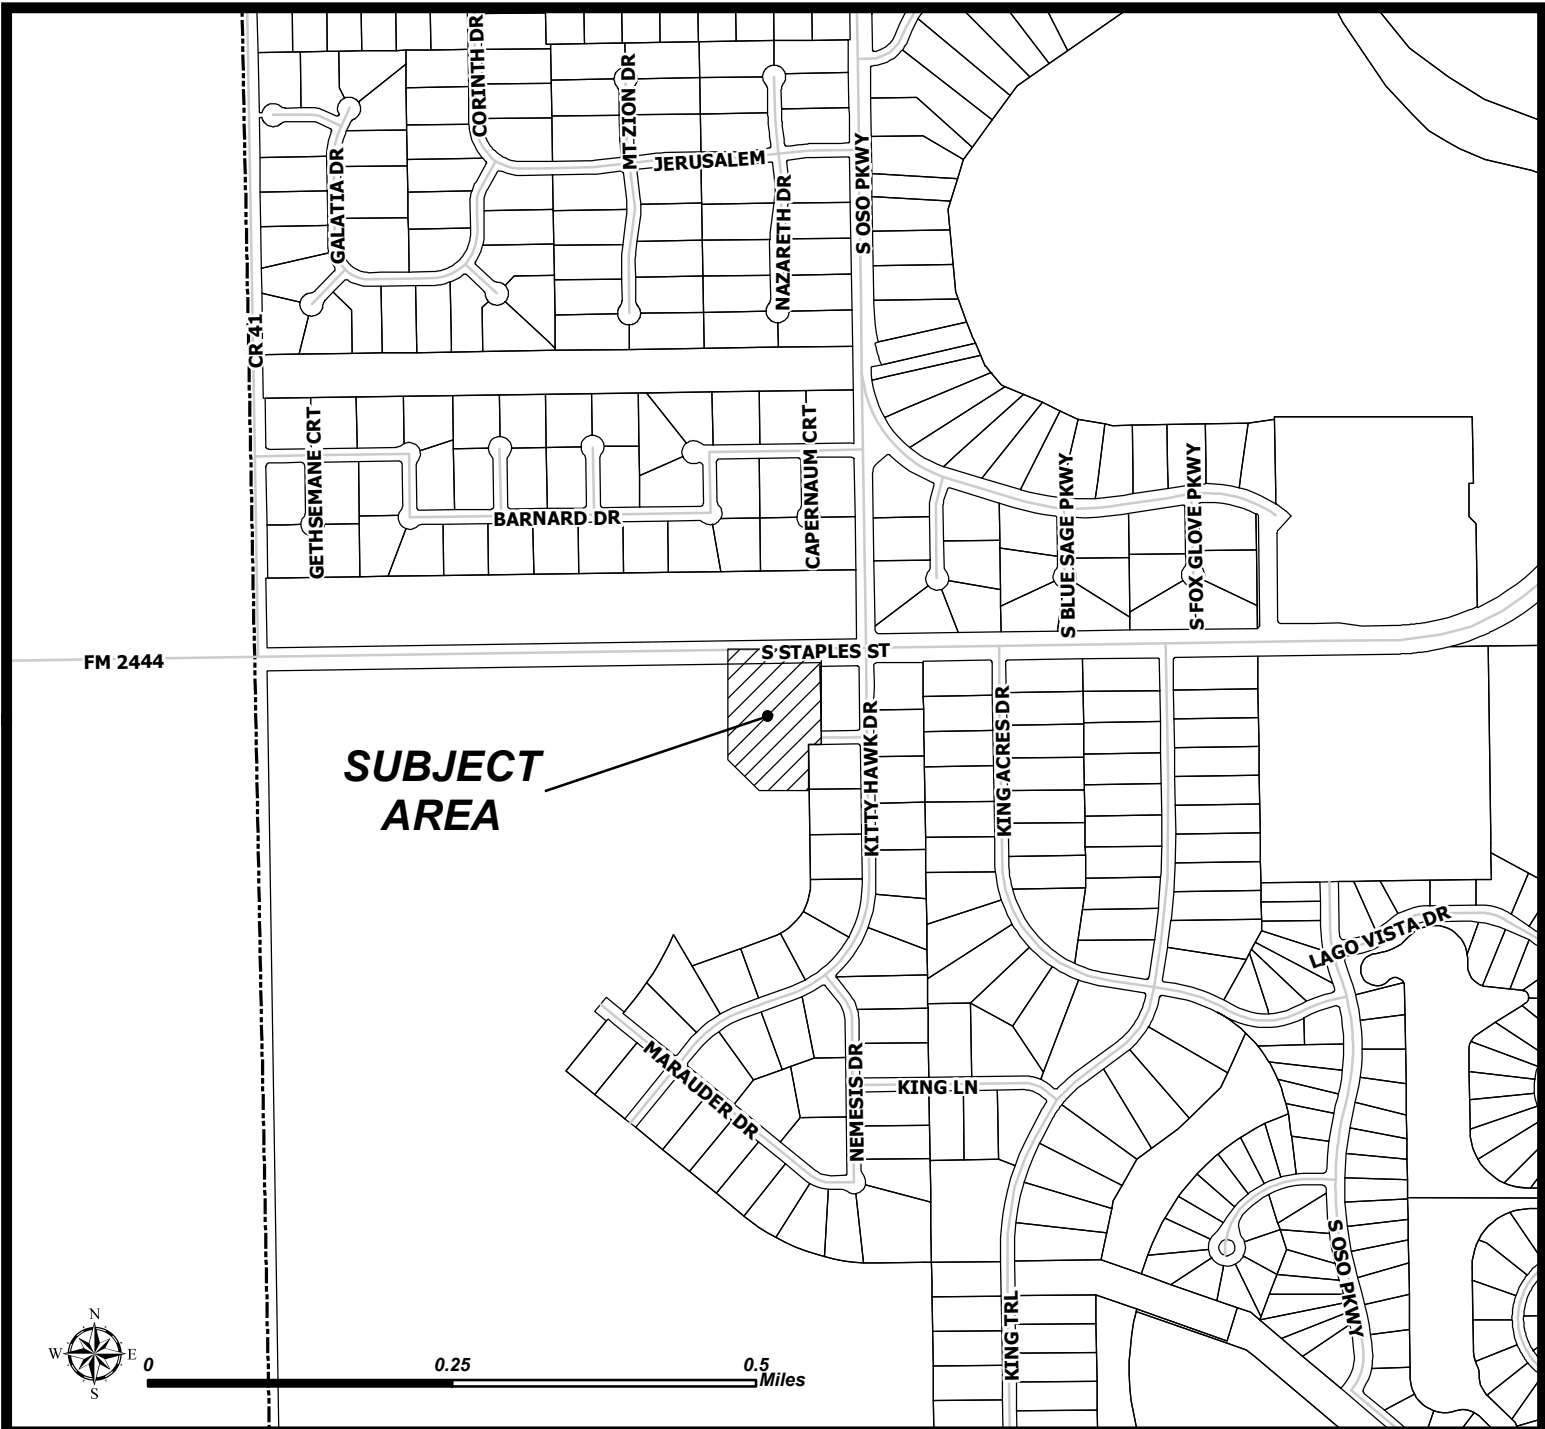 CORINTH DR
MT ZION DR
JERUSALEM
GALATIA DR
NAZARETH DR
S OSO PKWY
CR 41
GETHSEMANE CRT
CAPERNAUM CRT
BARNARD DR
S BLUE SAGE PKWY
S FOX GLOVE PKWY
FM 2444
S STAPLES ST
SUBJECT
AREA
KITTY HAWK DR
KING ACRES DR
LAGO VISTA DR
MARAUDER DR
NEMESIS DR
KING LN
S OSO PKWY
KING TRL
N
W E
S
0 0.25 0.5
Miles